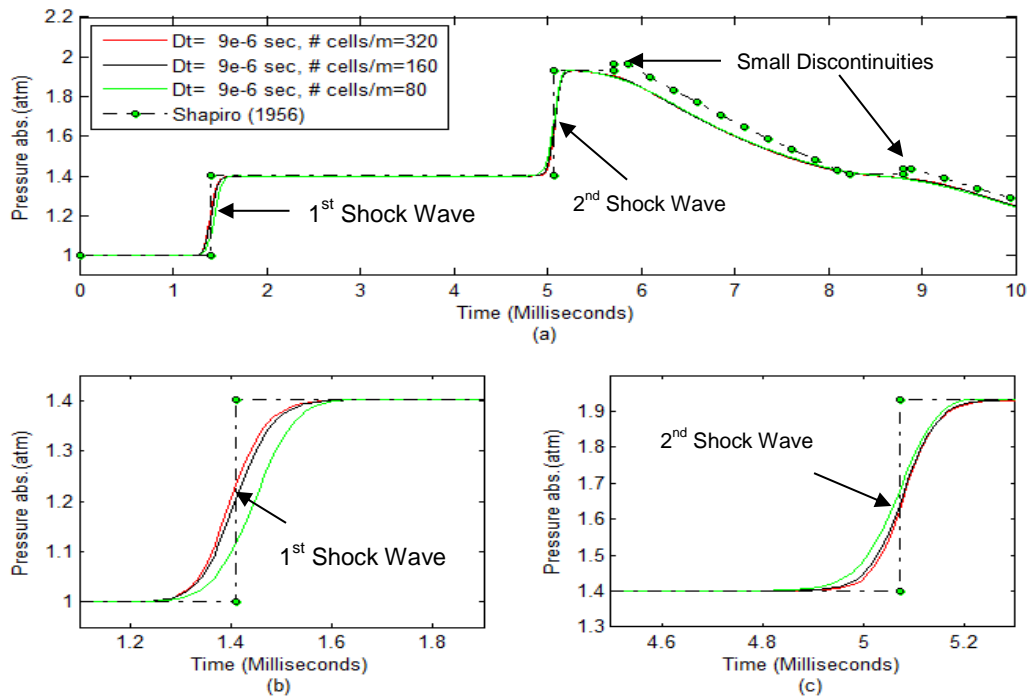 2.2
2
1.8
1.6
1.4
1.2
1
Pressure abs.(atm)
Dt= 9e-6 sec, # cells/m=320
Dt= 9e-6 sec, # cells/m=160
Dt= 9e-6 sec, # cells/m=80
Shapiro (1956)
Small Discontinuities
1st Shock Wave
2nd Shock Wave
0 1 2 3 4 5 6 7 8 9 10
Time (Milliseconds)
(a)
1.4
1.3
1.2
1.1
1
Pressure abs.(atm)
1st Shock Wave
1.2 1.4 1.6 1.8
Time (Milliseconds)
(b)
1.9
1.8
1.7
1.6
1.5
1.4
1.3
Pressure abs.(atm)
2nd Shock Wave
4.6 4.8 5 5.2
Time (Milliseconds)
(c)